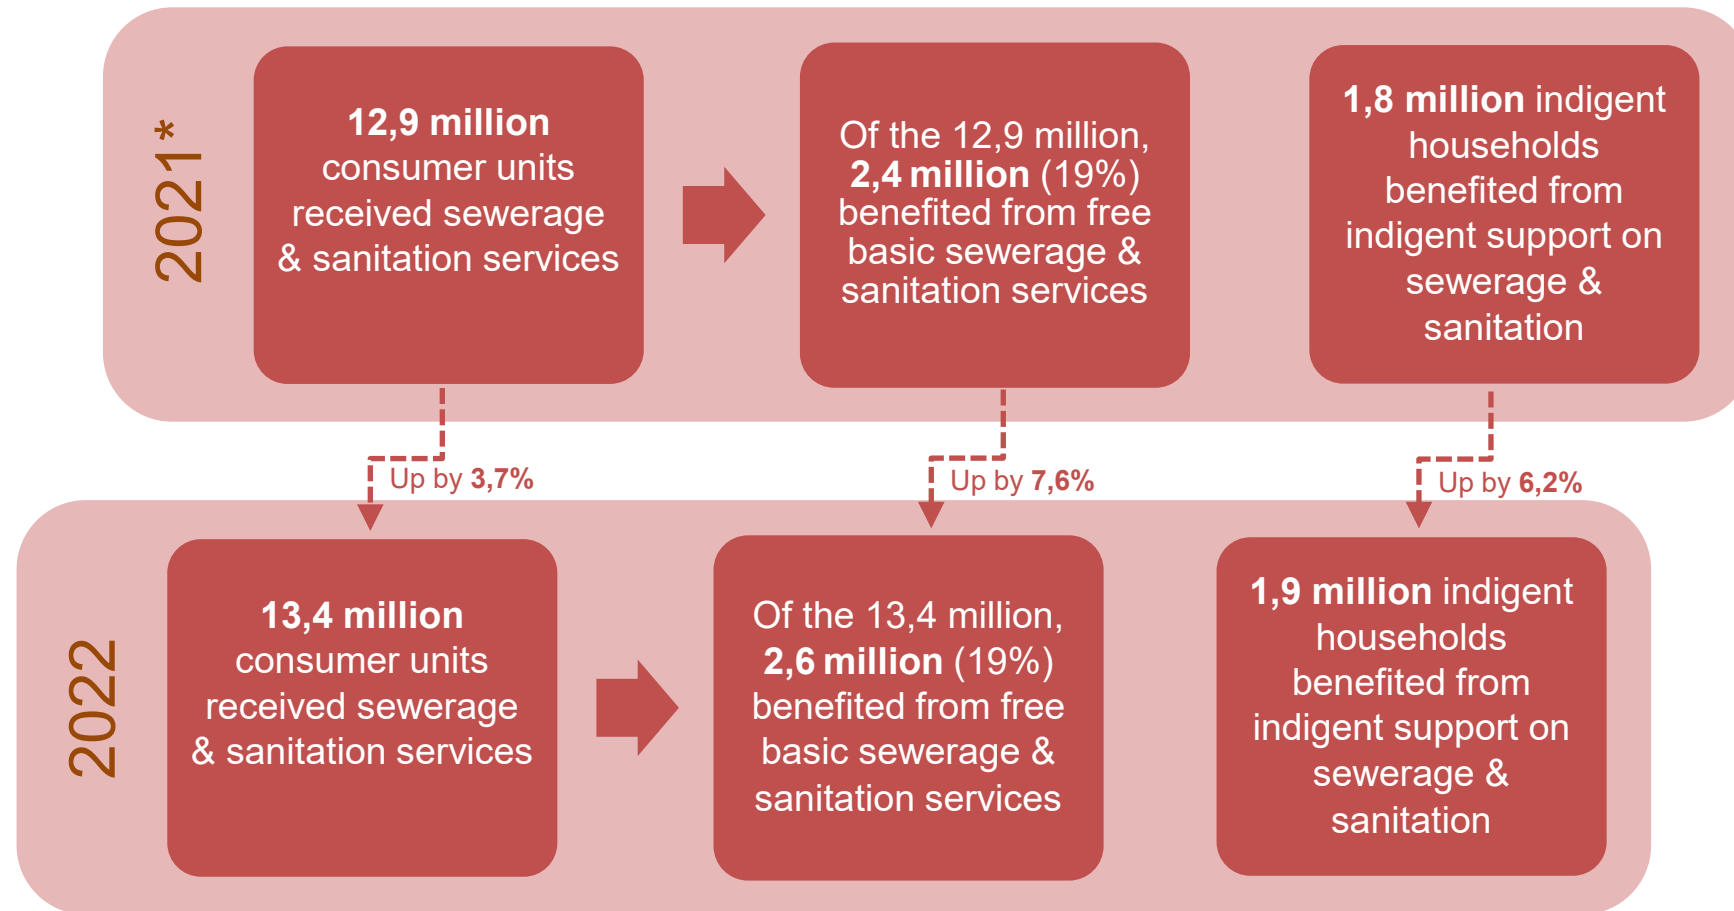 2021*
12,9 million
consumer units
received sewerage
& sanitation services
Of the 12,9 million,
2,4 million (19%)
benefited from free
basic sewerage &
sanitation services
1,8 million indigent
households
benefited from
indigent support on
sewerage &
sanitation
Up by 3,7%
Up by 7,6%
Up by 6,2%
2022
13,4 million
consumer units
received sewerage
& sanitation services
Of the 13,4 million,
2,6 million (19%)
benefited from free
basic sewerage &
sanitation services
1,9 million indigent
households
benefited from
indigent support on
sewerage &
sanitation